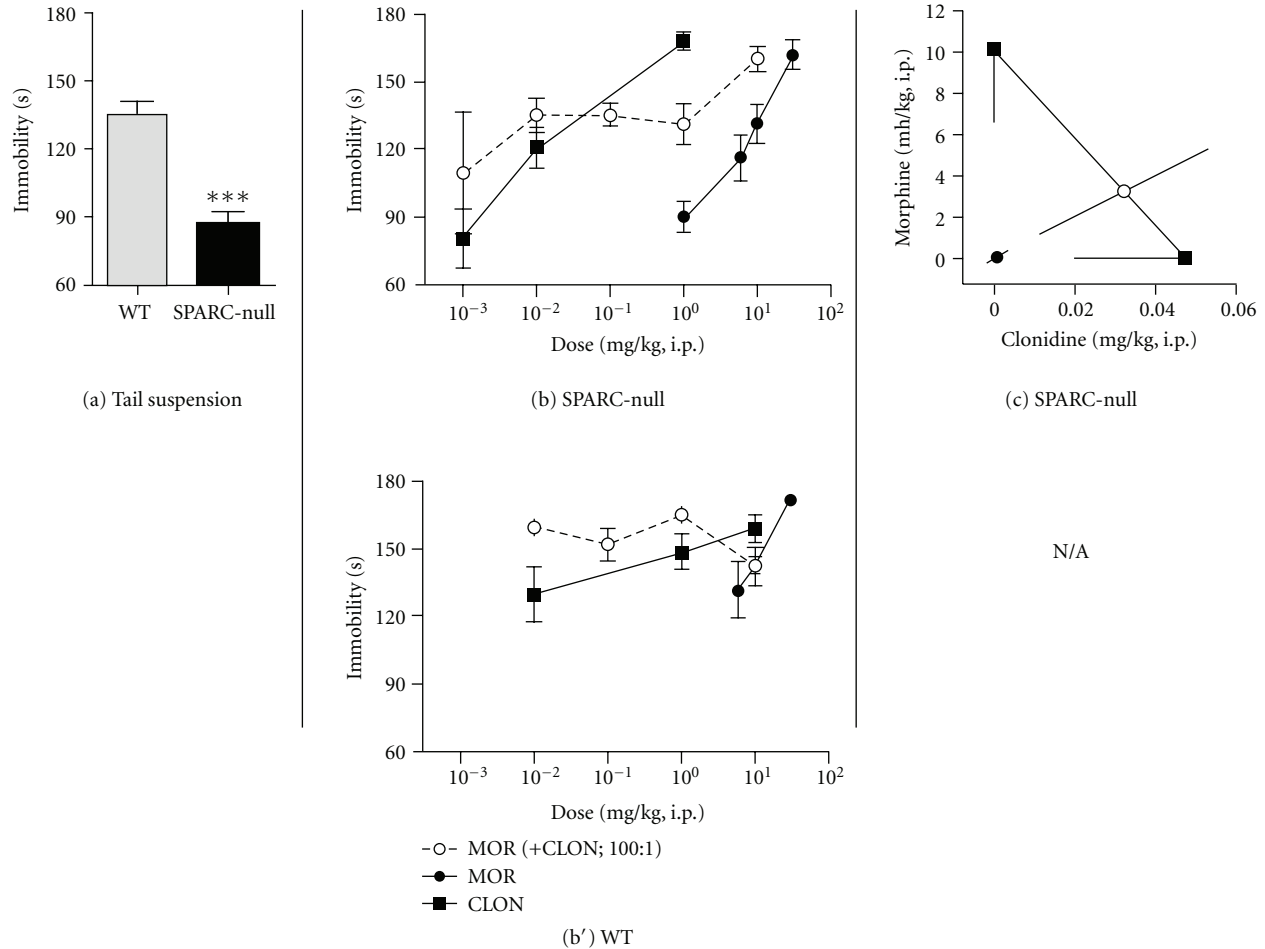 180
150
120
90
60
Immobility (s)
***
WT SPARC-null
(a) Tail suspension
180
150
120
90
60
Immobility (s)
10−3 10−2 10−1 100 101 102
Dose (mg/kg, i.p.)
(b) SPARC-null
12
10
8
6
4
2
0
Morphine (mh/kg, i.p.)
0 0.02 0.04 0.06
Clonidine (mg/kg, i.p.)
(c) SPARC-null
180
150
120
90
60
Immobility (s)
10−3 10−2 10−1 100 101 102
Dose (mg/kg, i.p.)
MOR (+CLON; 100:1)
MOR
CLON
(b′) WT
N/A